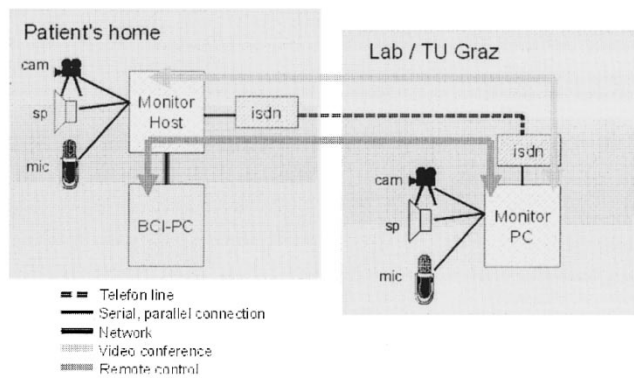 Patient's home
Lab / TU Graz
cam
sp
mic
Monitor
Host
isdn
BCI-PC
isdn
cam
sp
mic
Monitor
PC
Telefon line
Serial, parallel connection
Network
Video conference
Remote control